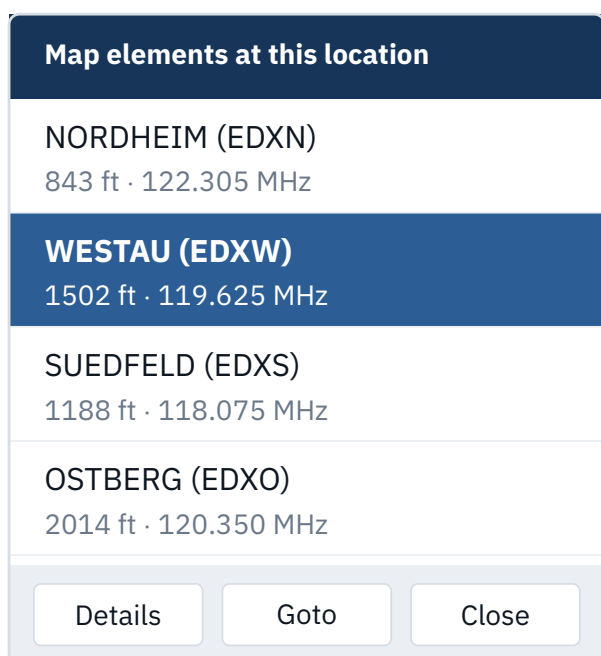 Map elements at this location
NORDHEIM (EDXN)
843 ft · 122.305 MHz
WESTAU (EDXW)
1502 ft · 119.625 MHz
SUEDFELD (EDXS)
1188 ft · 118.075 MHz
OSTBERG (EDXO)
2014 ft · 120.350 MHz
Details Goto Close